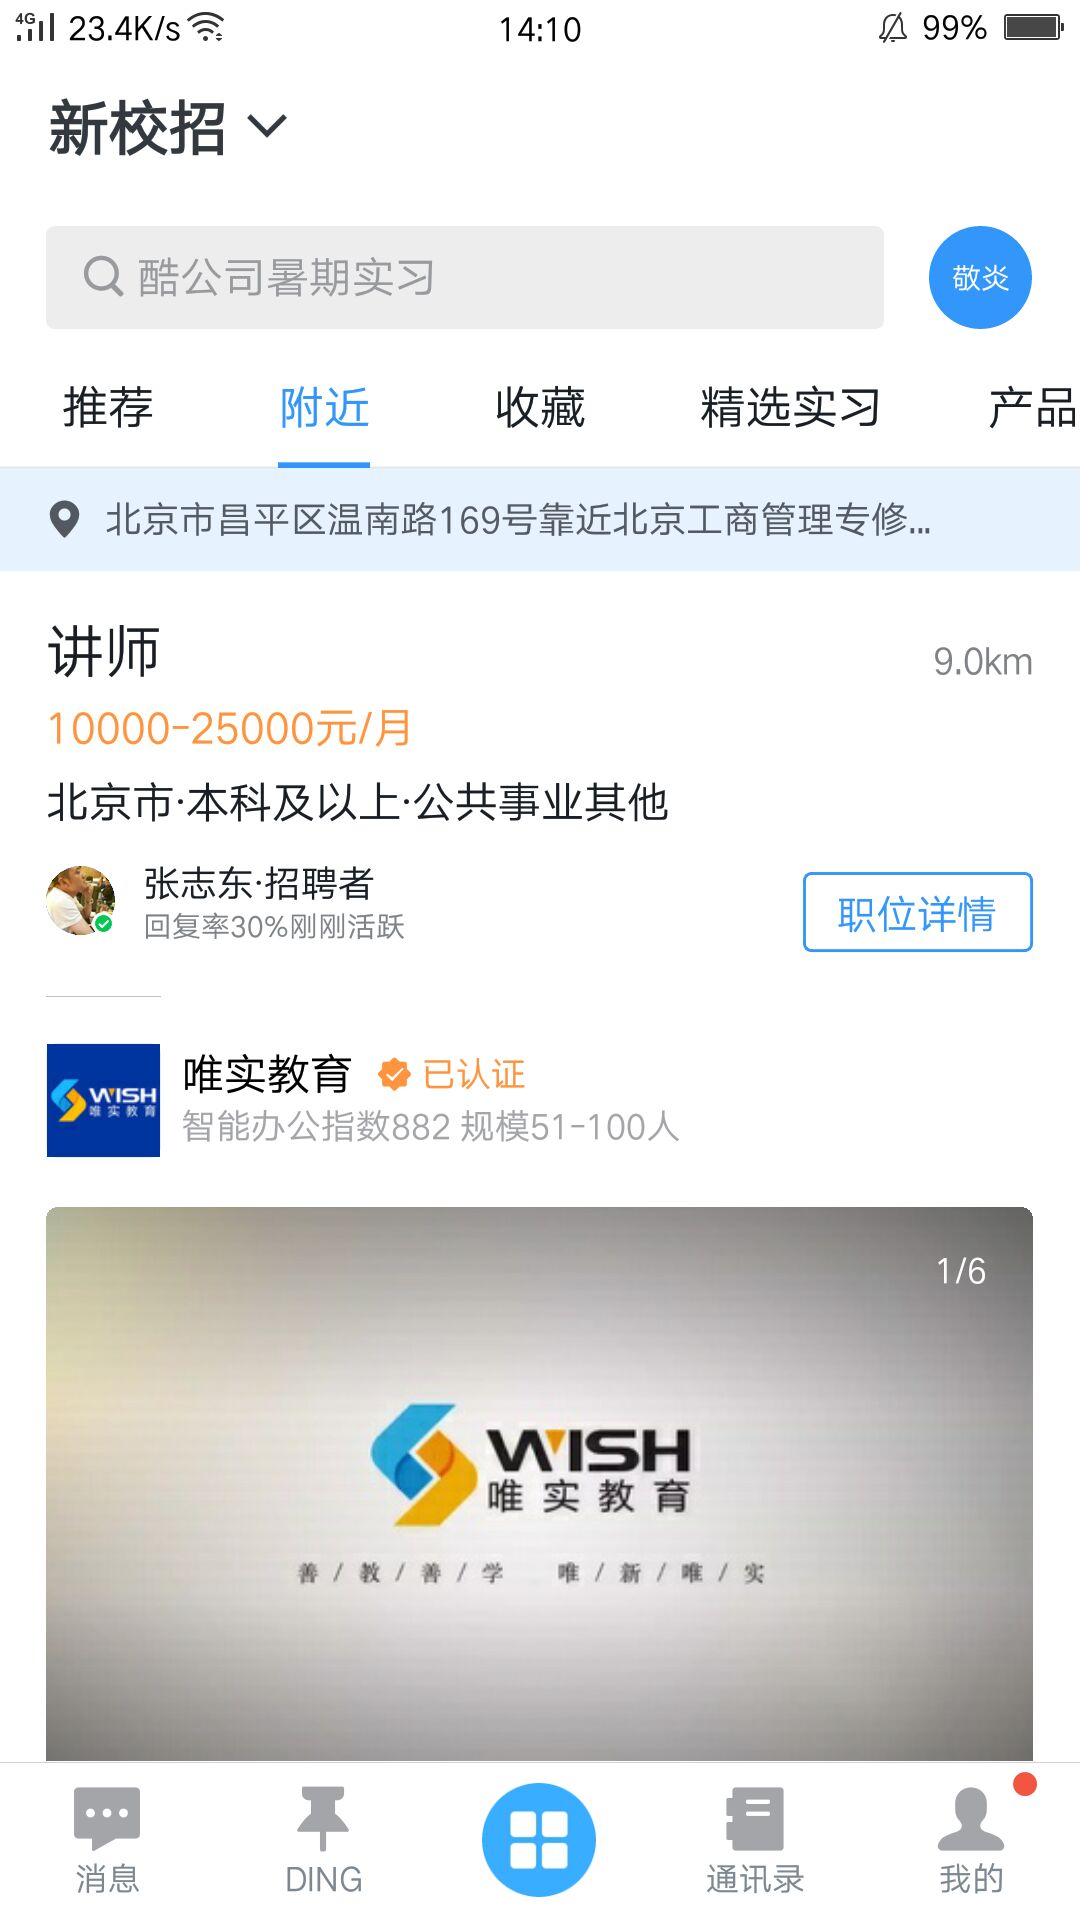 4G 23.4K/s 14:10 99%
新校招
酷公司暑期实习
敬炎
推荐 附近 收藏 精选实习 产品
北京市昌平区温南路169号靠近北京工商管理专修...
讲师
9.0km
10000-25000元/月
北京市·本科及以上·公共事业其他
张志东·招聘者
回复率30%刚刚活跃
职位详情
WISH
唯实教育
唯实教育 已认证
智能办公指数882 规模51-100人
1/6
WISH
唯实教育
善/教/善/学 唯/新/唯/实
消息 DING 通讯录 我的